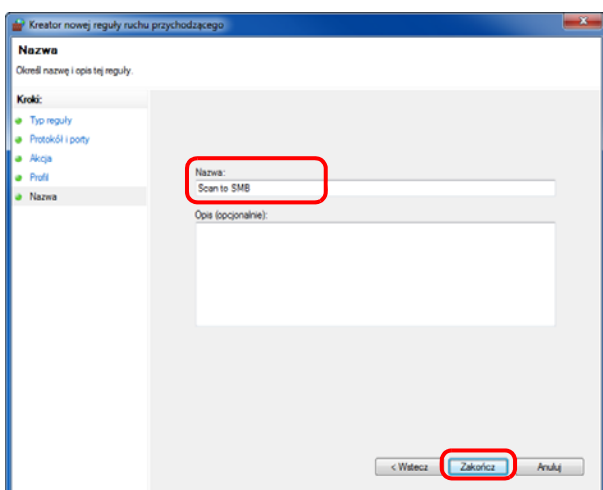 Kreator nowej reguły ruchu przychodzącego
Nazwa
Określ nazwę i opis tej reguły.
Kroki:
Typ reguły
Protokół i porty
Akcja
Profil
Nazwa
Nazwa:
Scan to SMB
Opis (opcjonalnie):
< Wstecz Zakończ Anuluj